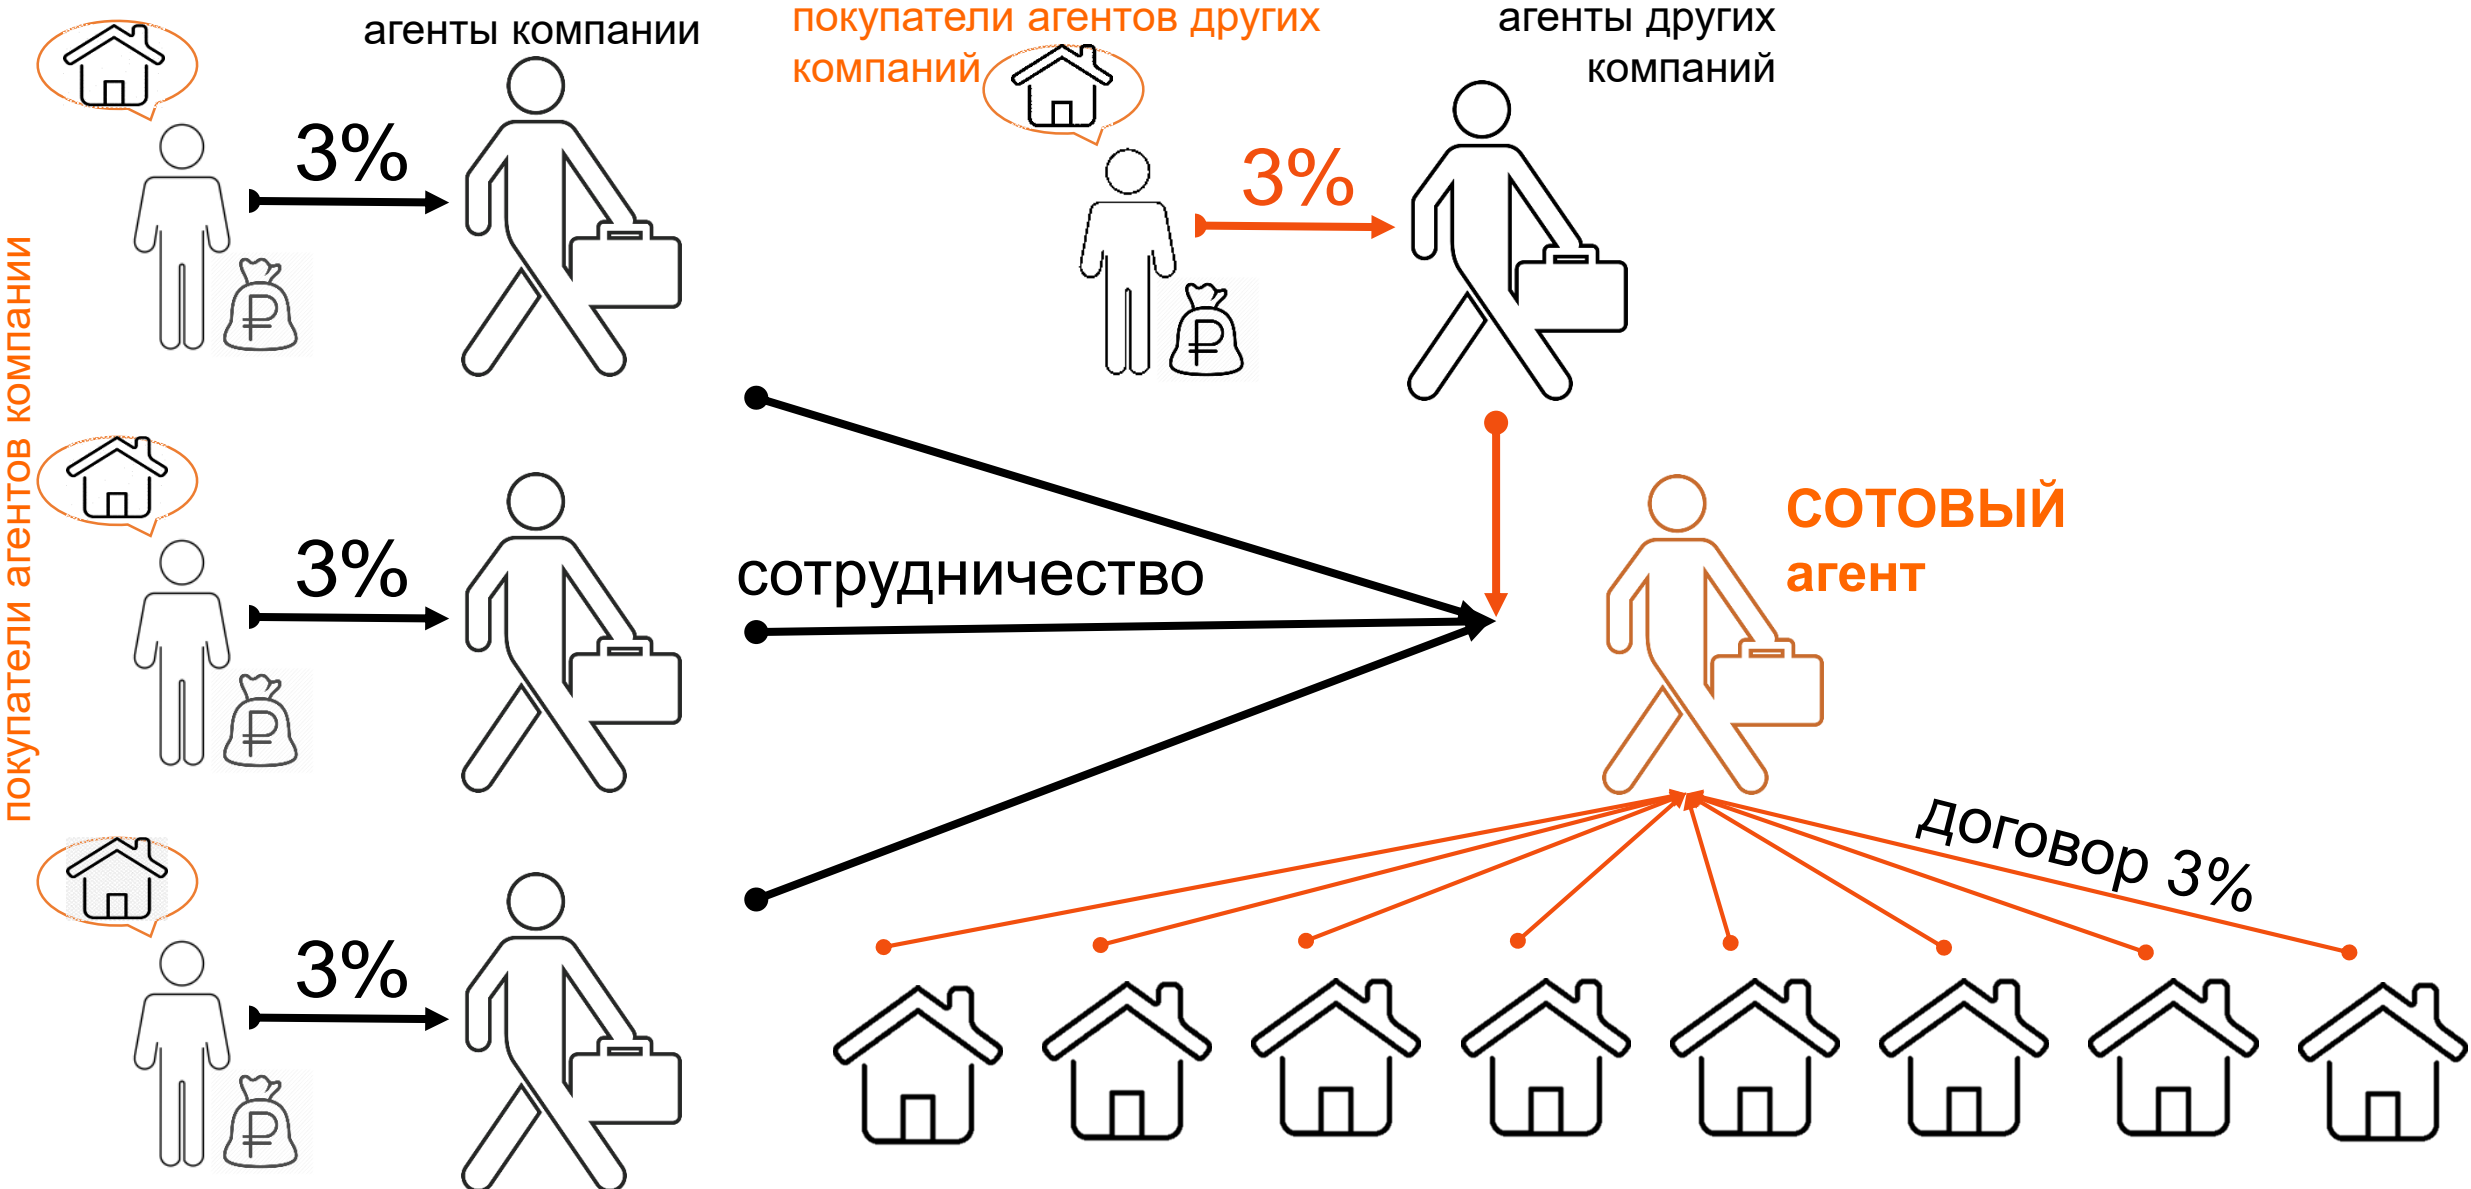 агенты компании
покупатели агентов других
компаний
агенты других
компаний
3%
3%
покупатели агентов компании
СОТОВЫЙ
агент
3%
сотрудничество
договор 3%
3%